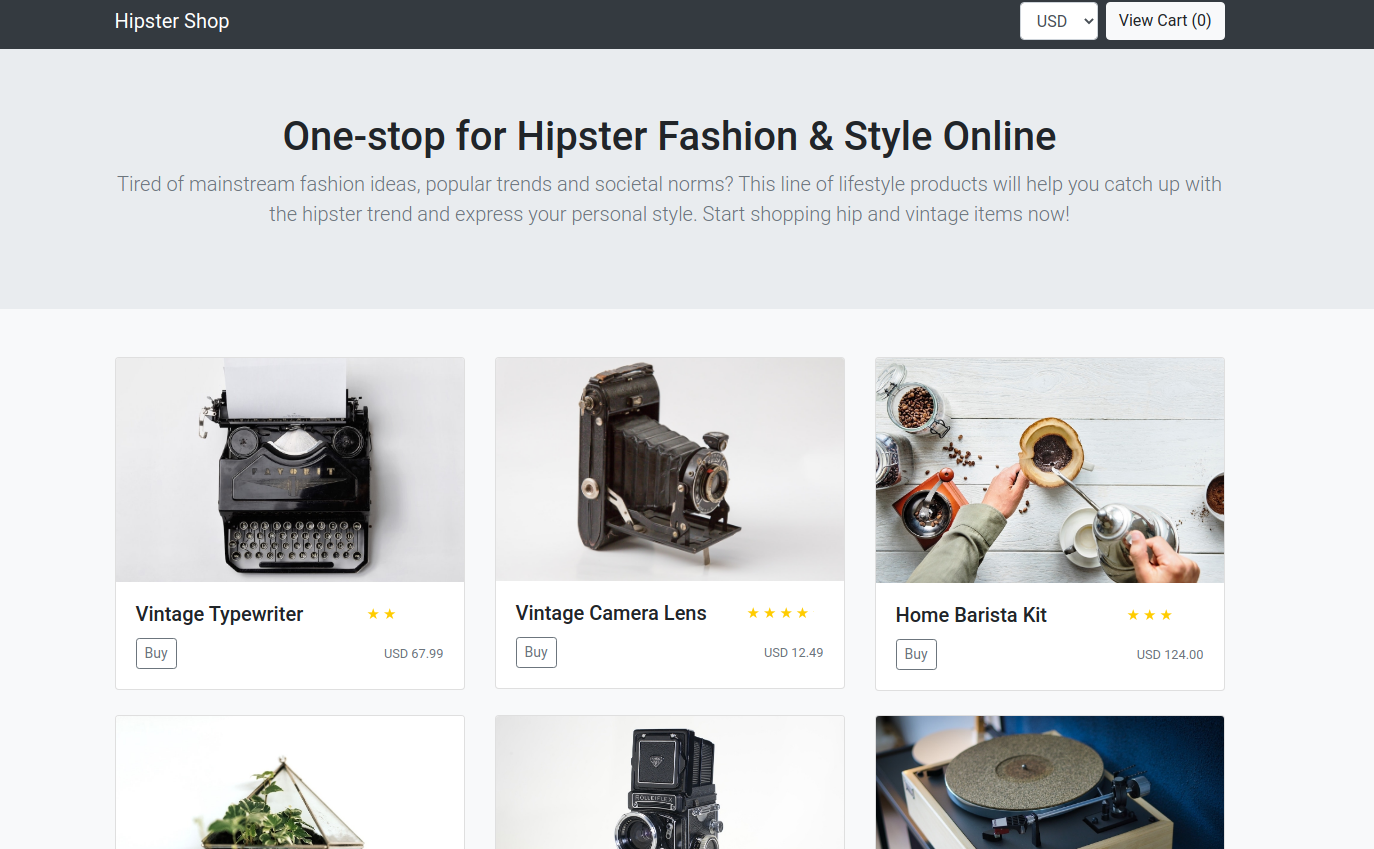 Hipster Shop
USD
View Cart (0)
One-stop for Hipster Fashion & Style Online
Tired of mainstream fashion ideas, popular trends and societal norms? This line of lifestyle products will help you catch up with
the hipster trend and express your personal style. Start shopping hip and vintage items now!
FAVORIT
Vintage Typewriter
Buy
USD 67.99
Vintage Camera Lens
Buy
USD 12.49
Home Barista Kit
Buy
USD 124.00
ROLLEIFLEX